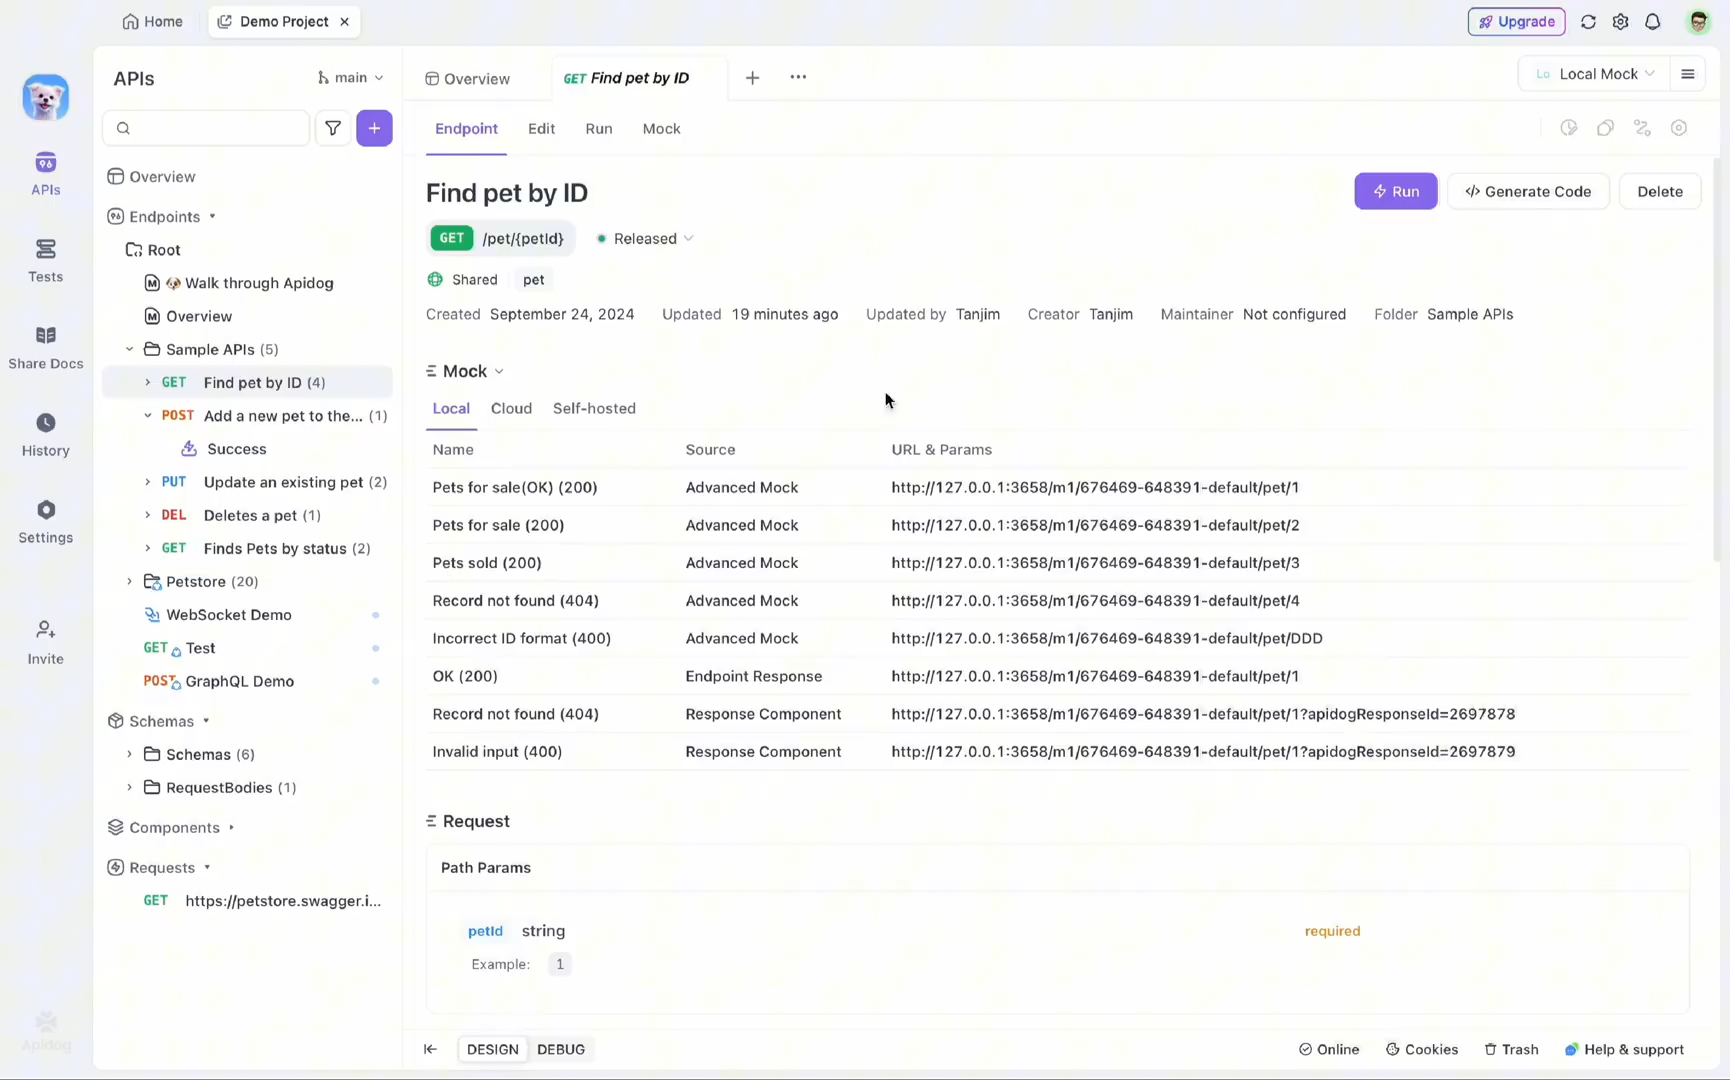 Home
Demo Project
Upgrade
APIs
main
Overview
GET Find pet by ID
Local Mock
Lo
APIs
Tests
Share Docs
History
Settings
Invite
Apidog
Overview
Endpoints
Root
Walk through Apidog
Overview
Sample APIs (5)
GET Find pet by ID (4)
POST Add a new pet to the... (1)
Success
PUT Update an existing pet (2)
DEL Deletes a pet (1)
GET Finds Pets by status (2)
Petstore (20)
WebSocket Demo
GET Test
POST GraphQL Demo
Schemas
Schemas (6)
RequestBodies (1)
Components
Requests
GET https://petstore.swagger.i...
Endpoint Edit Run Mock
Find pet by ID
Run
Generate Code
Delete
GET /pet/{petId} Released
Shared pet
Created September 24, 2024 Updated 19 minutes ago Updated by Tanjim Creator Tanjim Maintainer Not configured Folder Sample APIs
Mock
Local Cloud Self-hosted
Name Source URL & Params
Pets for sale(OK) (200) Advanced Mock http://127.0.0.1:3658/m1/676469-648391-default/pet/1
Pets for sale (200) Advanced Mock http://127.0.0.1:3658/m1/676469-648391-default/pet/2
Pets sold (200) Advanced Mock http://127.0.0.1:3658/m1/676469-648391-default/pet/3
Record not found (404) Advanced Mock http://127.0.0.1:3658/m1/676469-648391-default/pet/4
Incorrect ID format (400) Advanced Mock http://127.0.0.1:3658/m1/676469-648391-default/pet/DDD
OK (200) Endpoint Response http://127.0.0.1:3658/m1/676469-648391-default/pet/1
Record not found (404) Response Component http://127.0.0.1:3658/m1/676469-648391-default/pet/1?apidogResponseId=2697878
Invalid input (400) Response Component http://127.0.0.1:3658/m1/676469-648391-default/pet/1?apidogResponseId=2697879
Request
Path Params
petId string required
Example: 1
DESIGN DEBUG
Online Cookies Trash Help & support